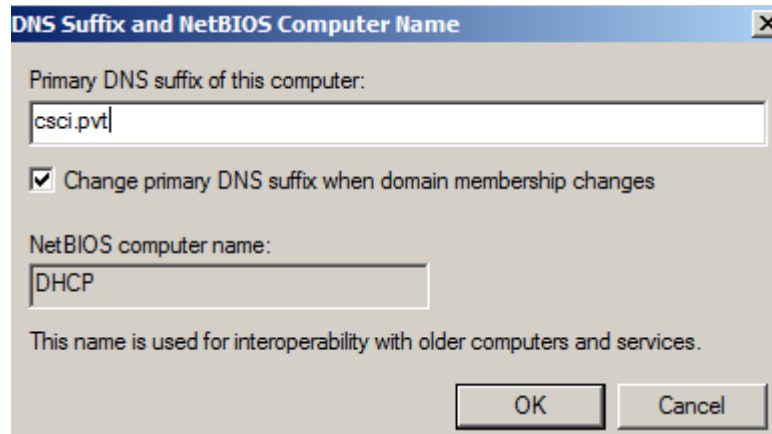 DNS Suffix and NetBIOS Computer Name
Primary DNS suffix of this computer:
csci.pvt
Change primary DNS suffix when domain membership changes
NetBIOS computer name:
DHCP
This name is used for interoperability with older computers and services.
OK Cancel